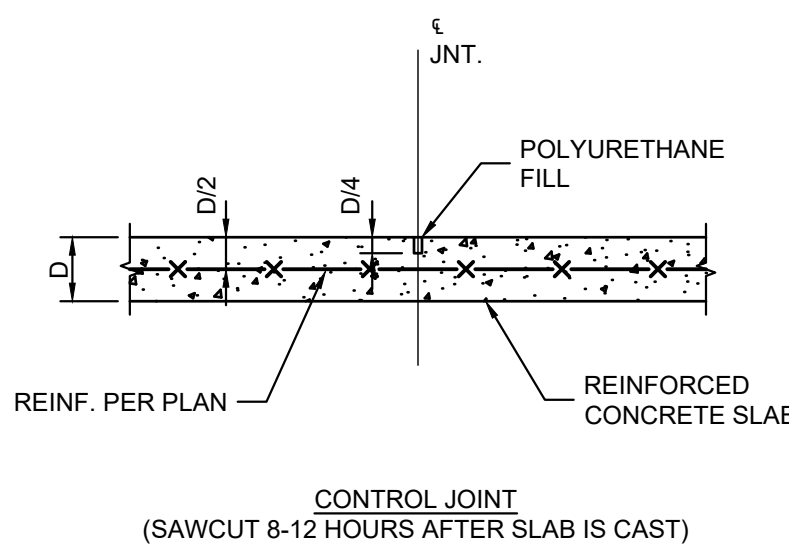 ℄
JNT.
POLYURETHANE
FILL
D/2
D/4
D
REINF. PER PLAN
REINFORCED
CONCRETE SLAB
CONTROL JOINT
(SAWCUT 8-12 HOURS AFTER SLAB IS CAST)